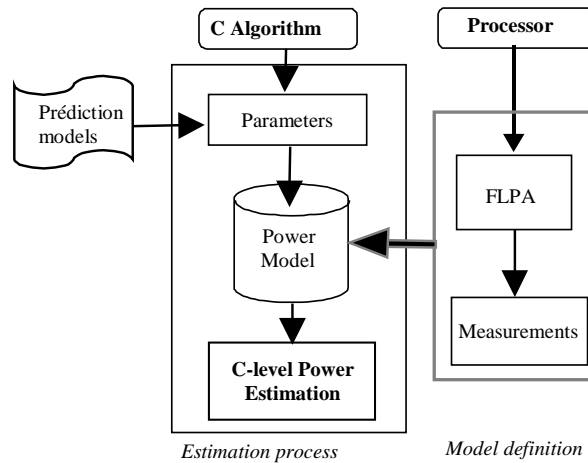 C Algorithm
Processor
Prédiction
models
Parameters
FLPA
Power
Model
Measurements
C-level Power
Estimation
Estimation process
Model definition